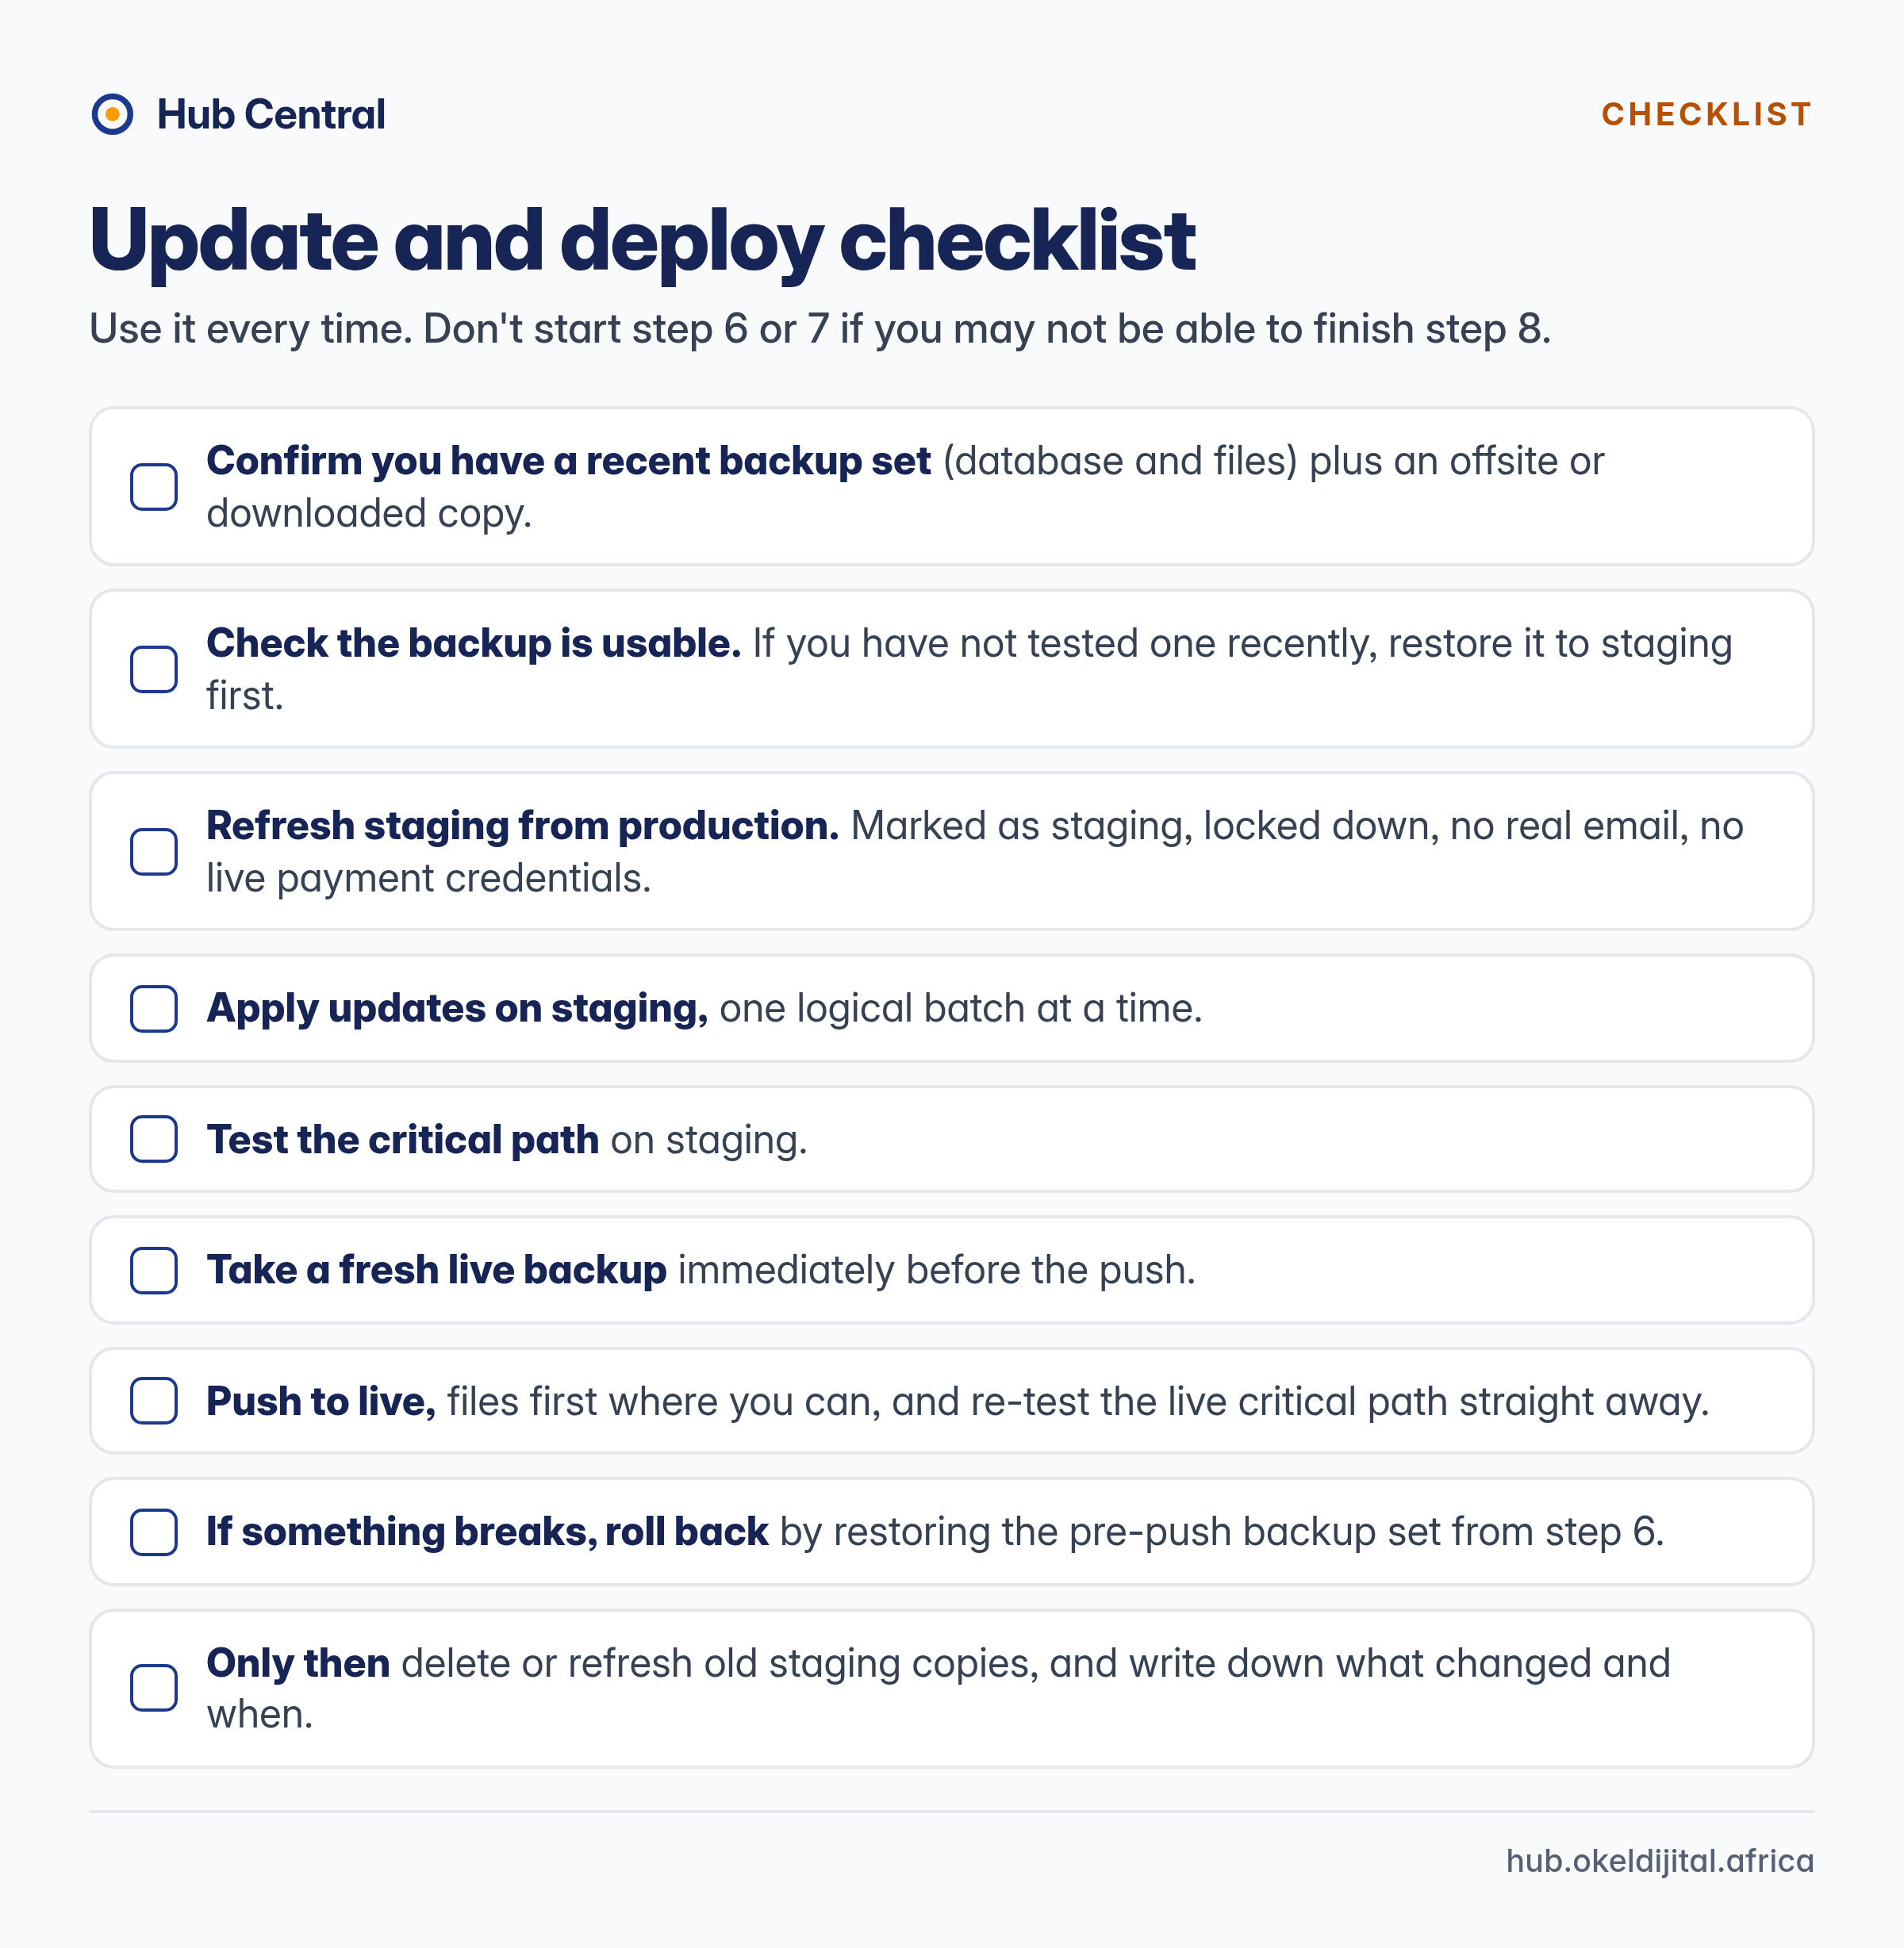 Hub Central
CHECKLIST
Update and deploy checklist
Use it every time. Don't start step 6 or 7 if you may not be able to finish step 8.
Confirm you have a recent backup set (database and files) plus an offsite or
downloaded copy.
Check the backup is usable. If you have not tested one recently, restore it to staging
first.
Refresh staging from production. Marked as staging, locked down, no real email, no
live payment credentials.
Apply updates on staging, one logical batch at a time.
Test the critical path on staging.
Take a fresh live backup immediately before the push.
Push to live, files first where you can, and re-test the live critical path straight away.
If something breaks, roll back by restoring the pre-push backup set from step 6.
Only then delete or refresh old staging copies, and write down what changed and
when.
hub.okeldijital.africa